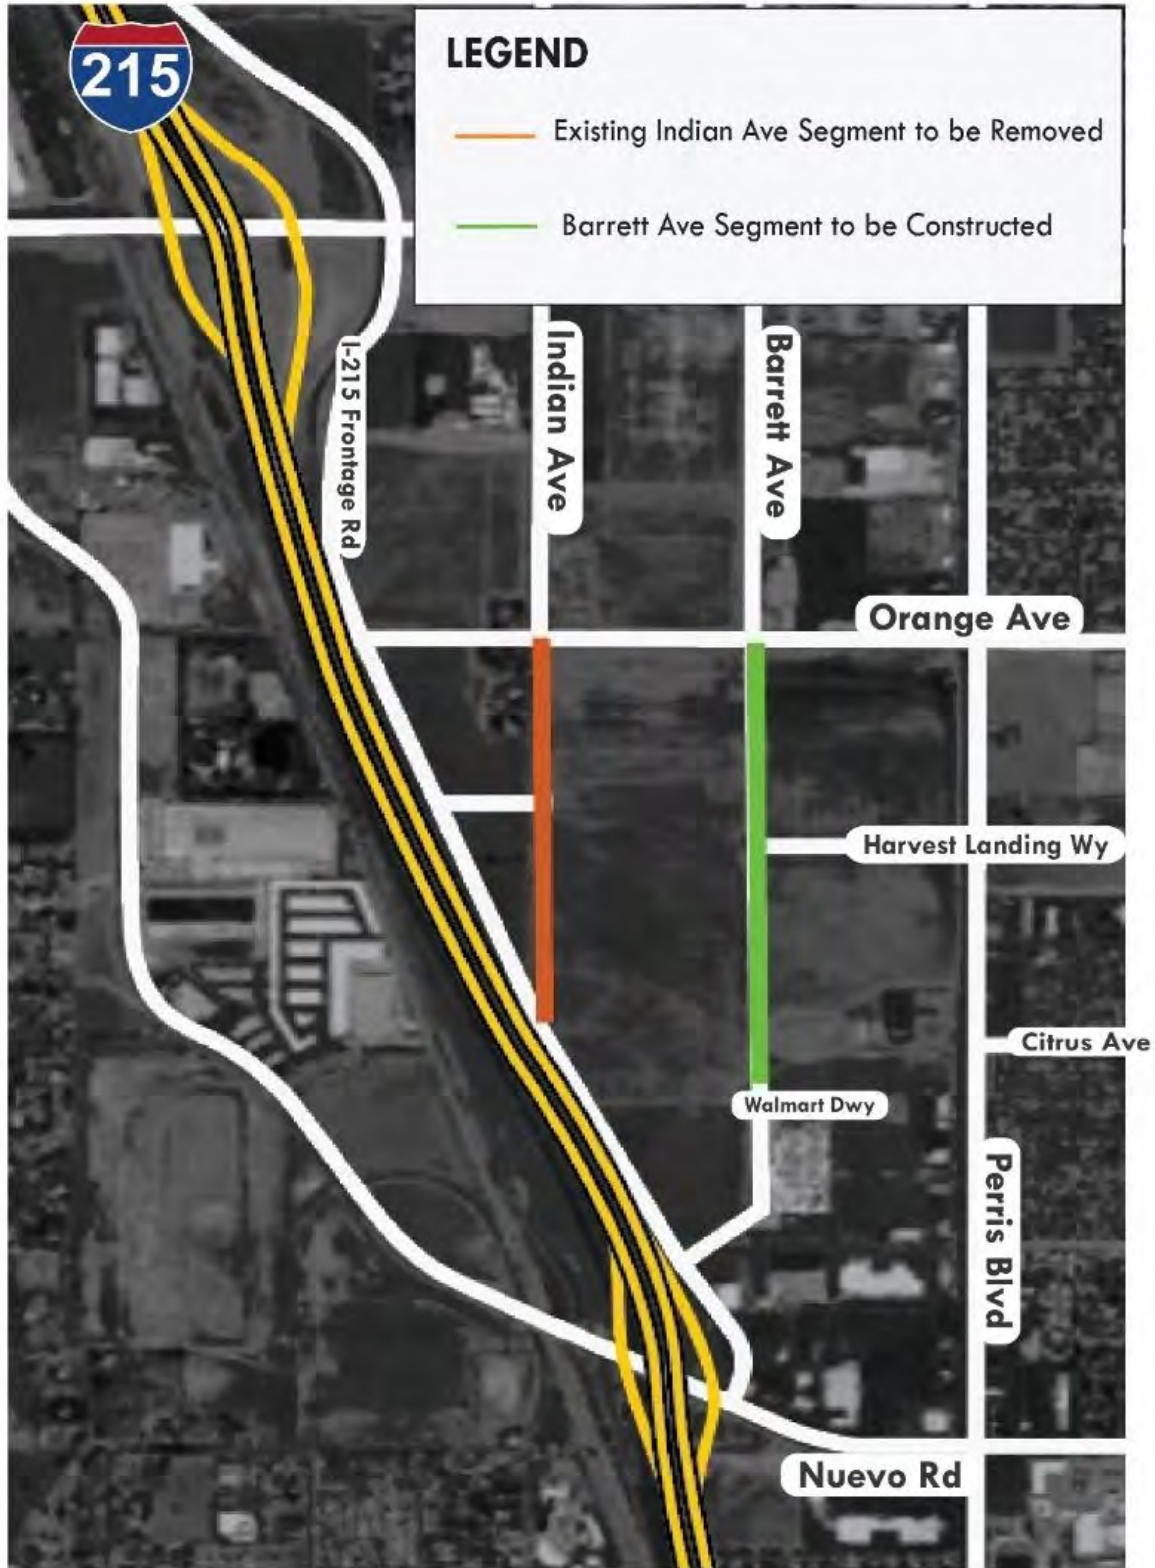 215
LEGEND
Existing Indian Ave Segment to be Removed
Barrett Ave Segment to be Constructed
I-215 Frontage Rd
Indian Ave
Barrett Ave
Orange Ave
Harvest Landing Wy
Citrus Ave
Walmart Dwy
Perris Blvd
Nuevo Rd